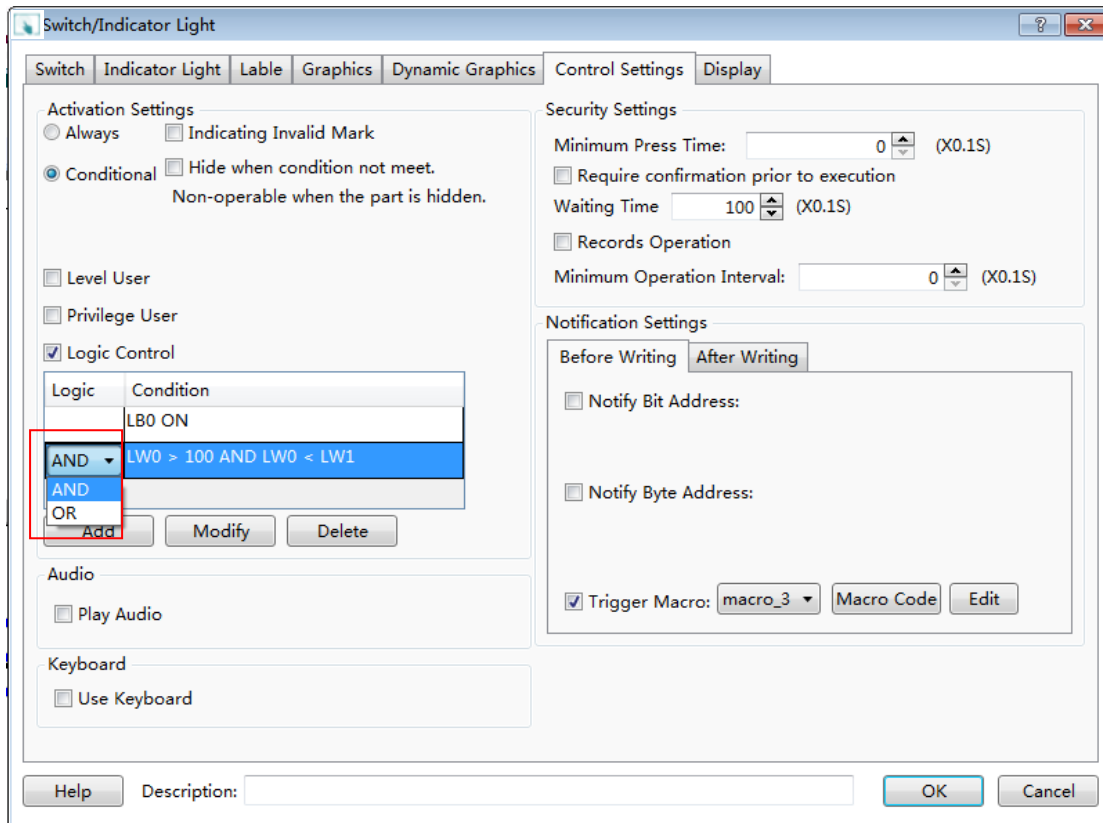 Switch/Indicator Light
Switch Indicator Light Lable Graphics Dynamic Graphics Control Settings Display
Activation Settings
Always Indicating Invalid Mark
Conditional Hide when condition not meet.
Non-operable when the part is hidden.
Level User
Privilege User
Logic Control
Logic Condition
LB0 ON
AND LW0 > 100 AND LW0 < LW1
AND
OR
Add Modify Delete
Audio
Play Audio
Keyboard
Use Keyboard
Security Settings
Minimum Press Time: 0 (X0.1S)
Require confirmation prior to execution
Waiting Time 100 (X0.1S)
Records Operation
Minimum Operation Interval: 0 (X0.1S)
Notification Settings
Before Writing After Writing
Notify Bit Address:
Notify Byte Address:
Trigger Macro: macro_3 Macro Code Edit
Help Description: OK Cancel